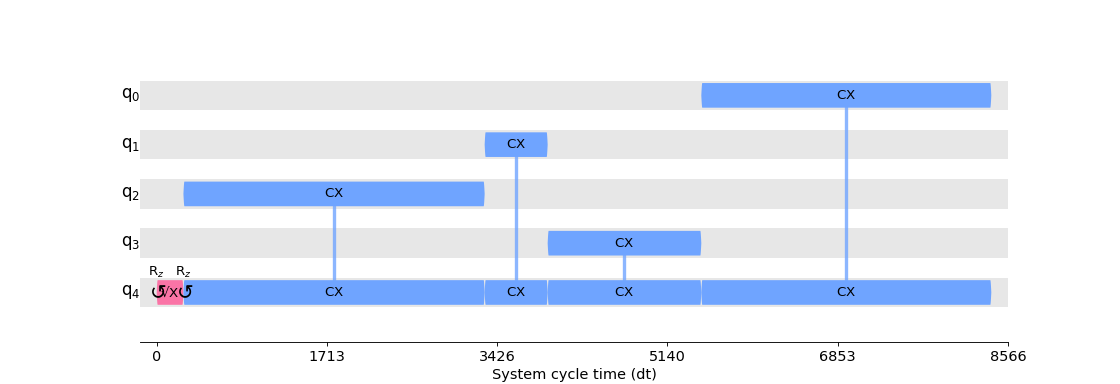 q0 CX
q1 CX
q2 CX
q3 CX
Rz Rz
q4 √X CX CX CX CX
0 1713 3426 5140 6853 8566
System cycle time (dt)